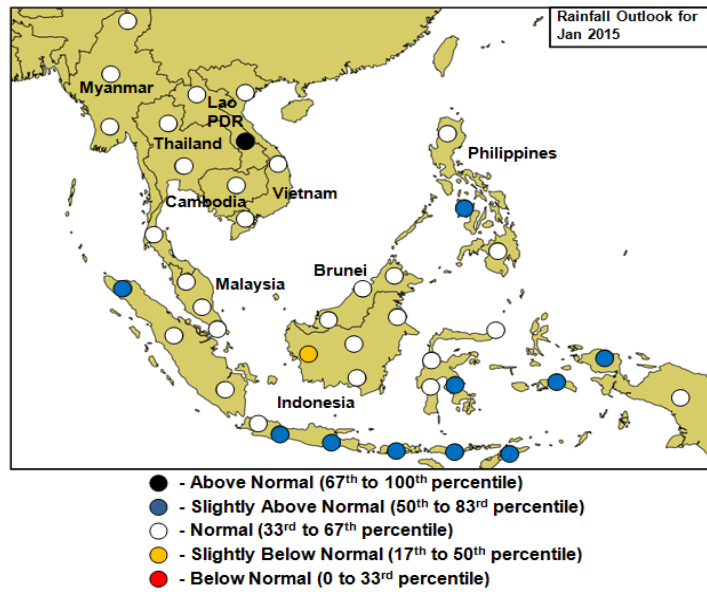 Rainfall Outlook for
Jan 2015
Myanmar
Lao
PDR
Thailand
Philippines
Cambodia
Vietnam
Malaysia
Brunei
Indonesia
- Above Normal (67th to 100th percentile)
- Slightly Above Normal (50th to 83rd percentile)
- Normal (33rd to 67th percentile)
- Slightly Below Normal (17th to 50th percentile)
- Below Normal (0 to 33rd percentile)